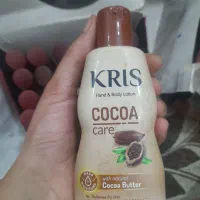 KRIS
Hand & Body Lotion
COCOA
care
with natural
Cocoa Butter